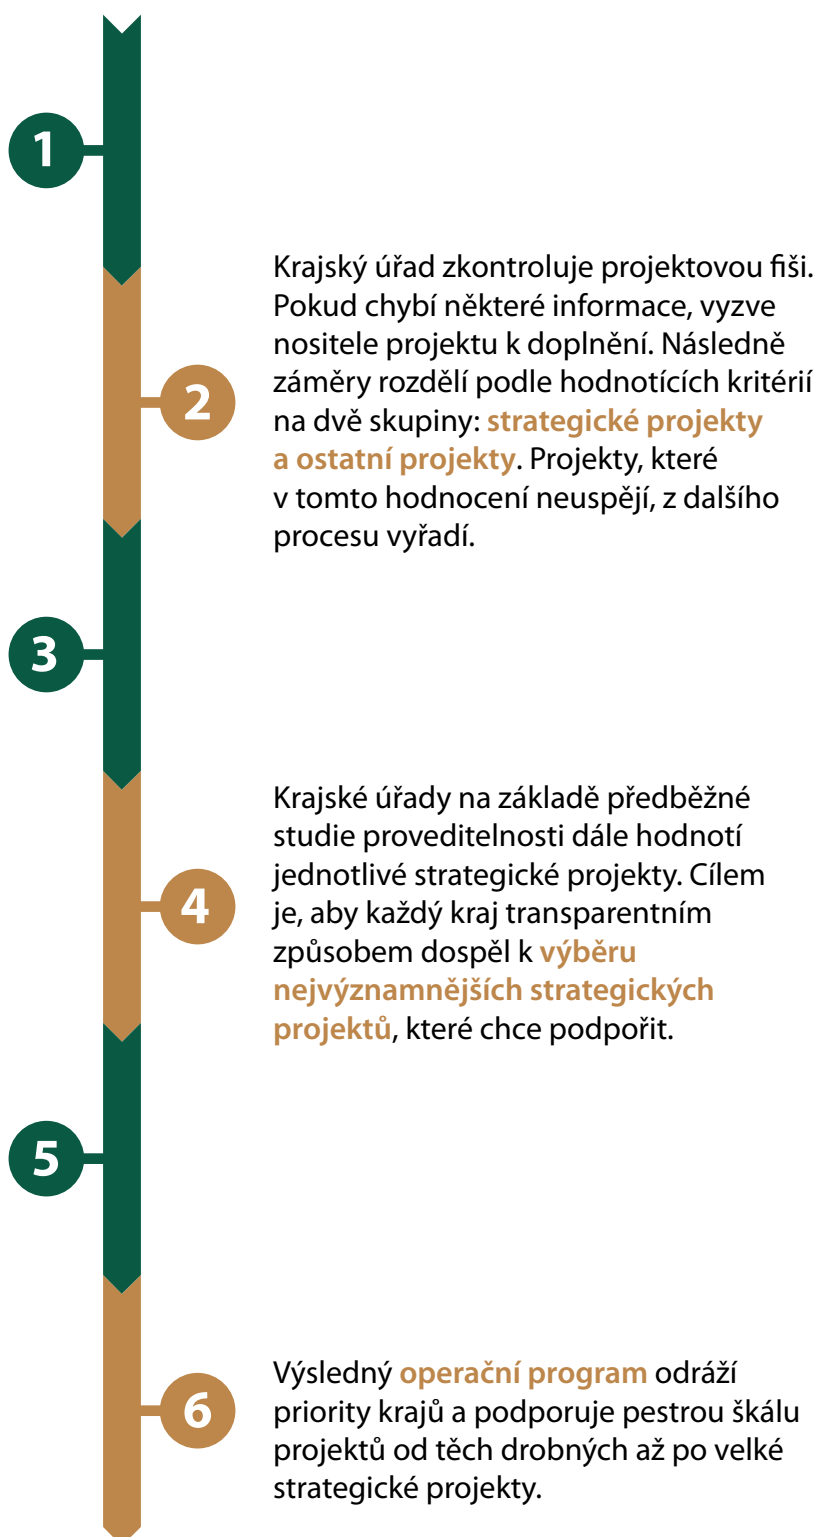 1
Krajský úřad zkontroluje projektovou fiši.
Pokud chybí některé informace, vyzve
nositele projektu k doplnění. Následně
záměry rozdělí podle hodnotících kritérií
na dvě skupiny: strategické projekty
a ostatní projekty. Projekty, které
v tomto hodnocení neuspějí, z dalšího
procesu vyřadí.
2
3
Krajské úřady na základě předběžné
studie proveditelnosti dále hodnotí
jednotlivé strategické projekty. Cílem
je, aby každý kraj transparentním
způsobem dospěl k výběru
nejvýznamnějších strategických
projektů, které chce podpořit.
4
5
Výsledný operační program odráží
priority krajů a podporuje pestrou škálu
projektů od těch drobných až po velké
strategické projekty.
6